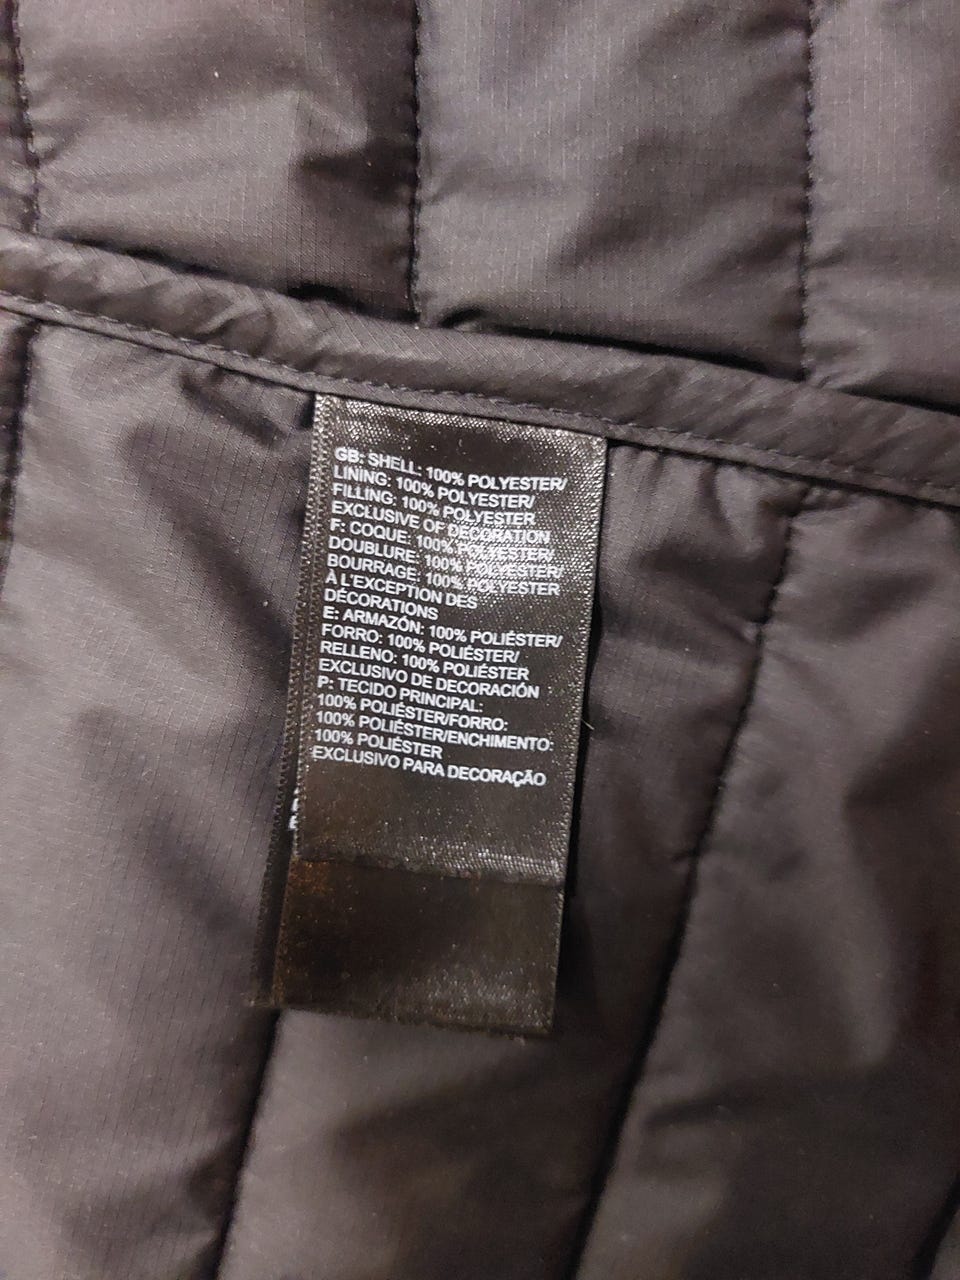 GB: SHELL: 100% POLYESTER/
LINING: 100% POLYESTER/
FILLING: 100% POLYESTER
EXCLUSIVE OF DECORATION
F: COQUE: 100% POLYESTER/
DOUBLURE: 100% POLYESTER/
BOURRAGE: 100% POLYESTER
À L'EXCEPTION DES
DÉCORATIONS
E: ARMAZÓN: 100% POLIÉSTER/
FORRO: 100% POLIÉSTER/
RELLENO: 100% POLIÉSTER
EXCLUSIVO DE DECORACIÓN
P: TECIDO PRINCIPAL:
100% POLIÉSTER/FORRO:
100% POLIÉSTER/ENCHIMENTO:
100% POLIÉSTER
EXCLUSIVO PARA DECORAÇÃO